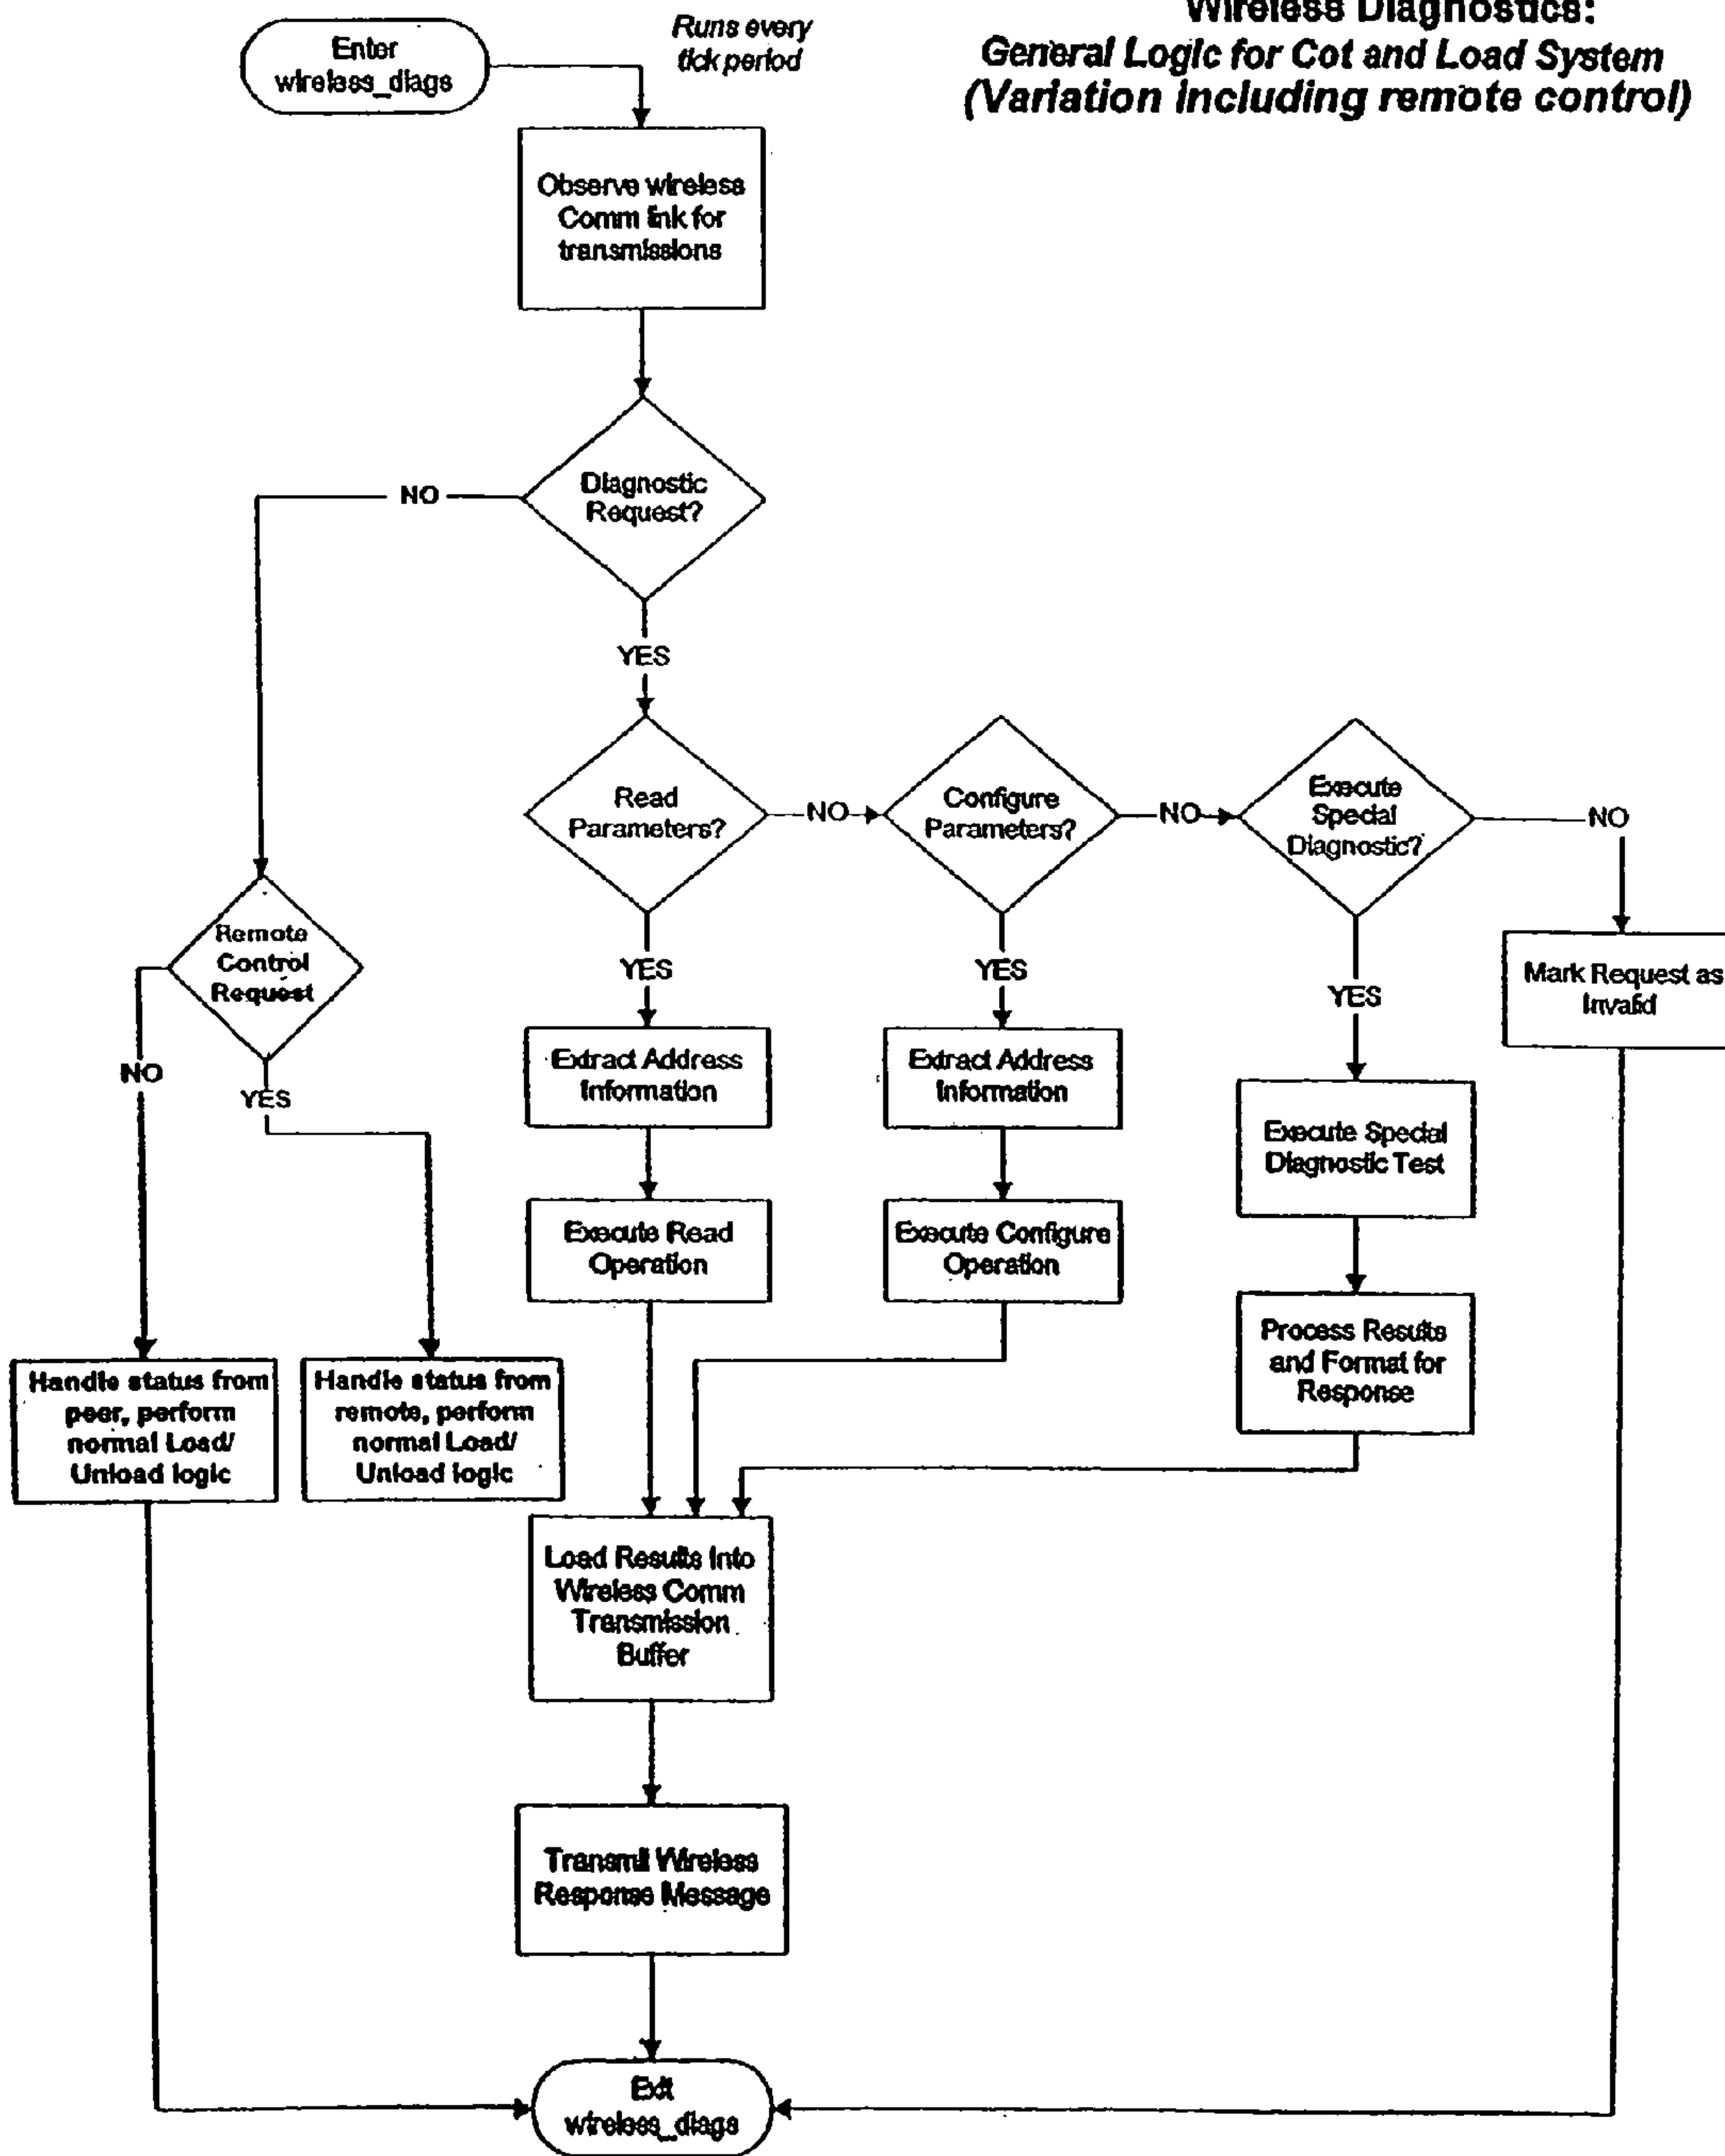 Wireless Diagnostics:
General Logic for Cot and Load System
(Variation including remote control)
Runs every
tick period
Enter
wireless_diags
Observe wireless
Comm link for
transmissions
Diagnostic
Request?
NO
YES
Read
Parameters?
NO
Configure
Parameters?
NO
Execute
Special
Diagnostic?
NO
Remote
Control
Request
NO
YES
YES
YES
YES
Mark Request as
Invalid
Extract Address
Information
Extract Address
Information
Execute Special
Diagnostic Test
Execute Read
Operation
Execute Configure
Operation
Process Results
and Format for
Response
Handle status from
peer, perform
normal Load/
Unload logic
Handle status from
remote, perform
normal Load/
Unload logic
Load Results Into
Wireless Comm
Transmission
Buffer
Transmit Wireless
Response Message
Exit
wireless_diags